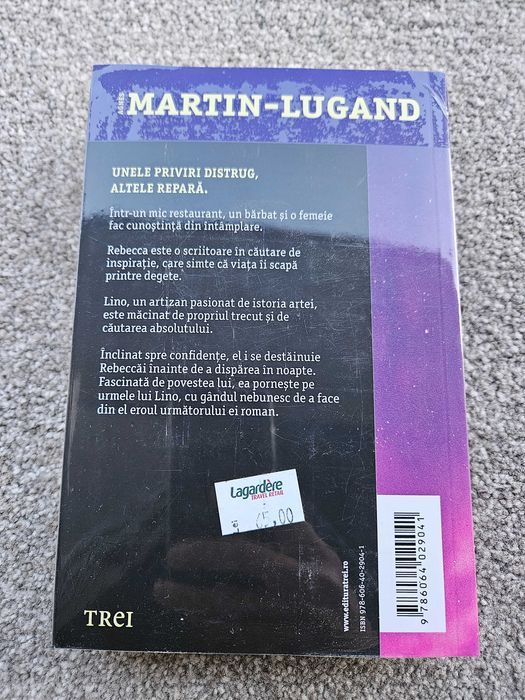 AGNÈS
MARTIN-LUGAND
UNELE PRIVIRI DISTRUG,
ALTELE REPARĂ.
Într-un mic restaurant, un bărbat și o femeie
fac cunoștință din întâmplare.
Rebecca este o scriitoare în căutare de
inspirație, care simte că viața îi scapă
printre degete.
Lino, un artizan pasionat de istoria artei,
este măcinat de propriul trecut și de
căutarea absolutului.
Înclinat spre confidențe, el i se destăinuie
Rebeccăi înainte de a dispărea în noapte.
Fascinată de povestea lui, ea pornește pe
urmele lui Lino, cu gândul nebunesc de a face
din el eroul următorului ei roman.
Lagardère
TRAVEL RETAIL
5,00
TREI
www.edituratrei.ro
ISBN 978-606-40-2904-1
9 786064 029041